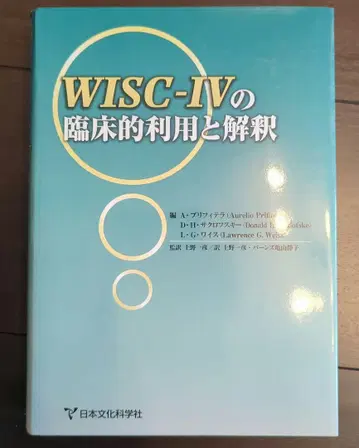 WISC-IVの
臨床的利用と解釈
編 A・プリフィテラ (Aurelio
D・H・サクロフスキー (Donald
L・G・ワイス (Lawrence G.
監訳 上野一彦/訳 上野一彦・バーンズ亀山静子
日本文化科学社